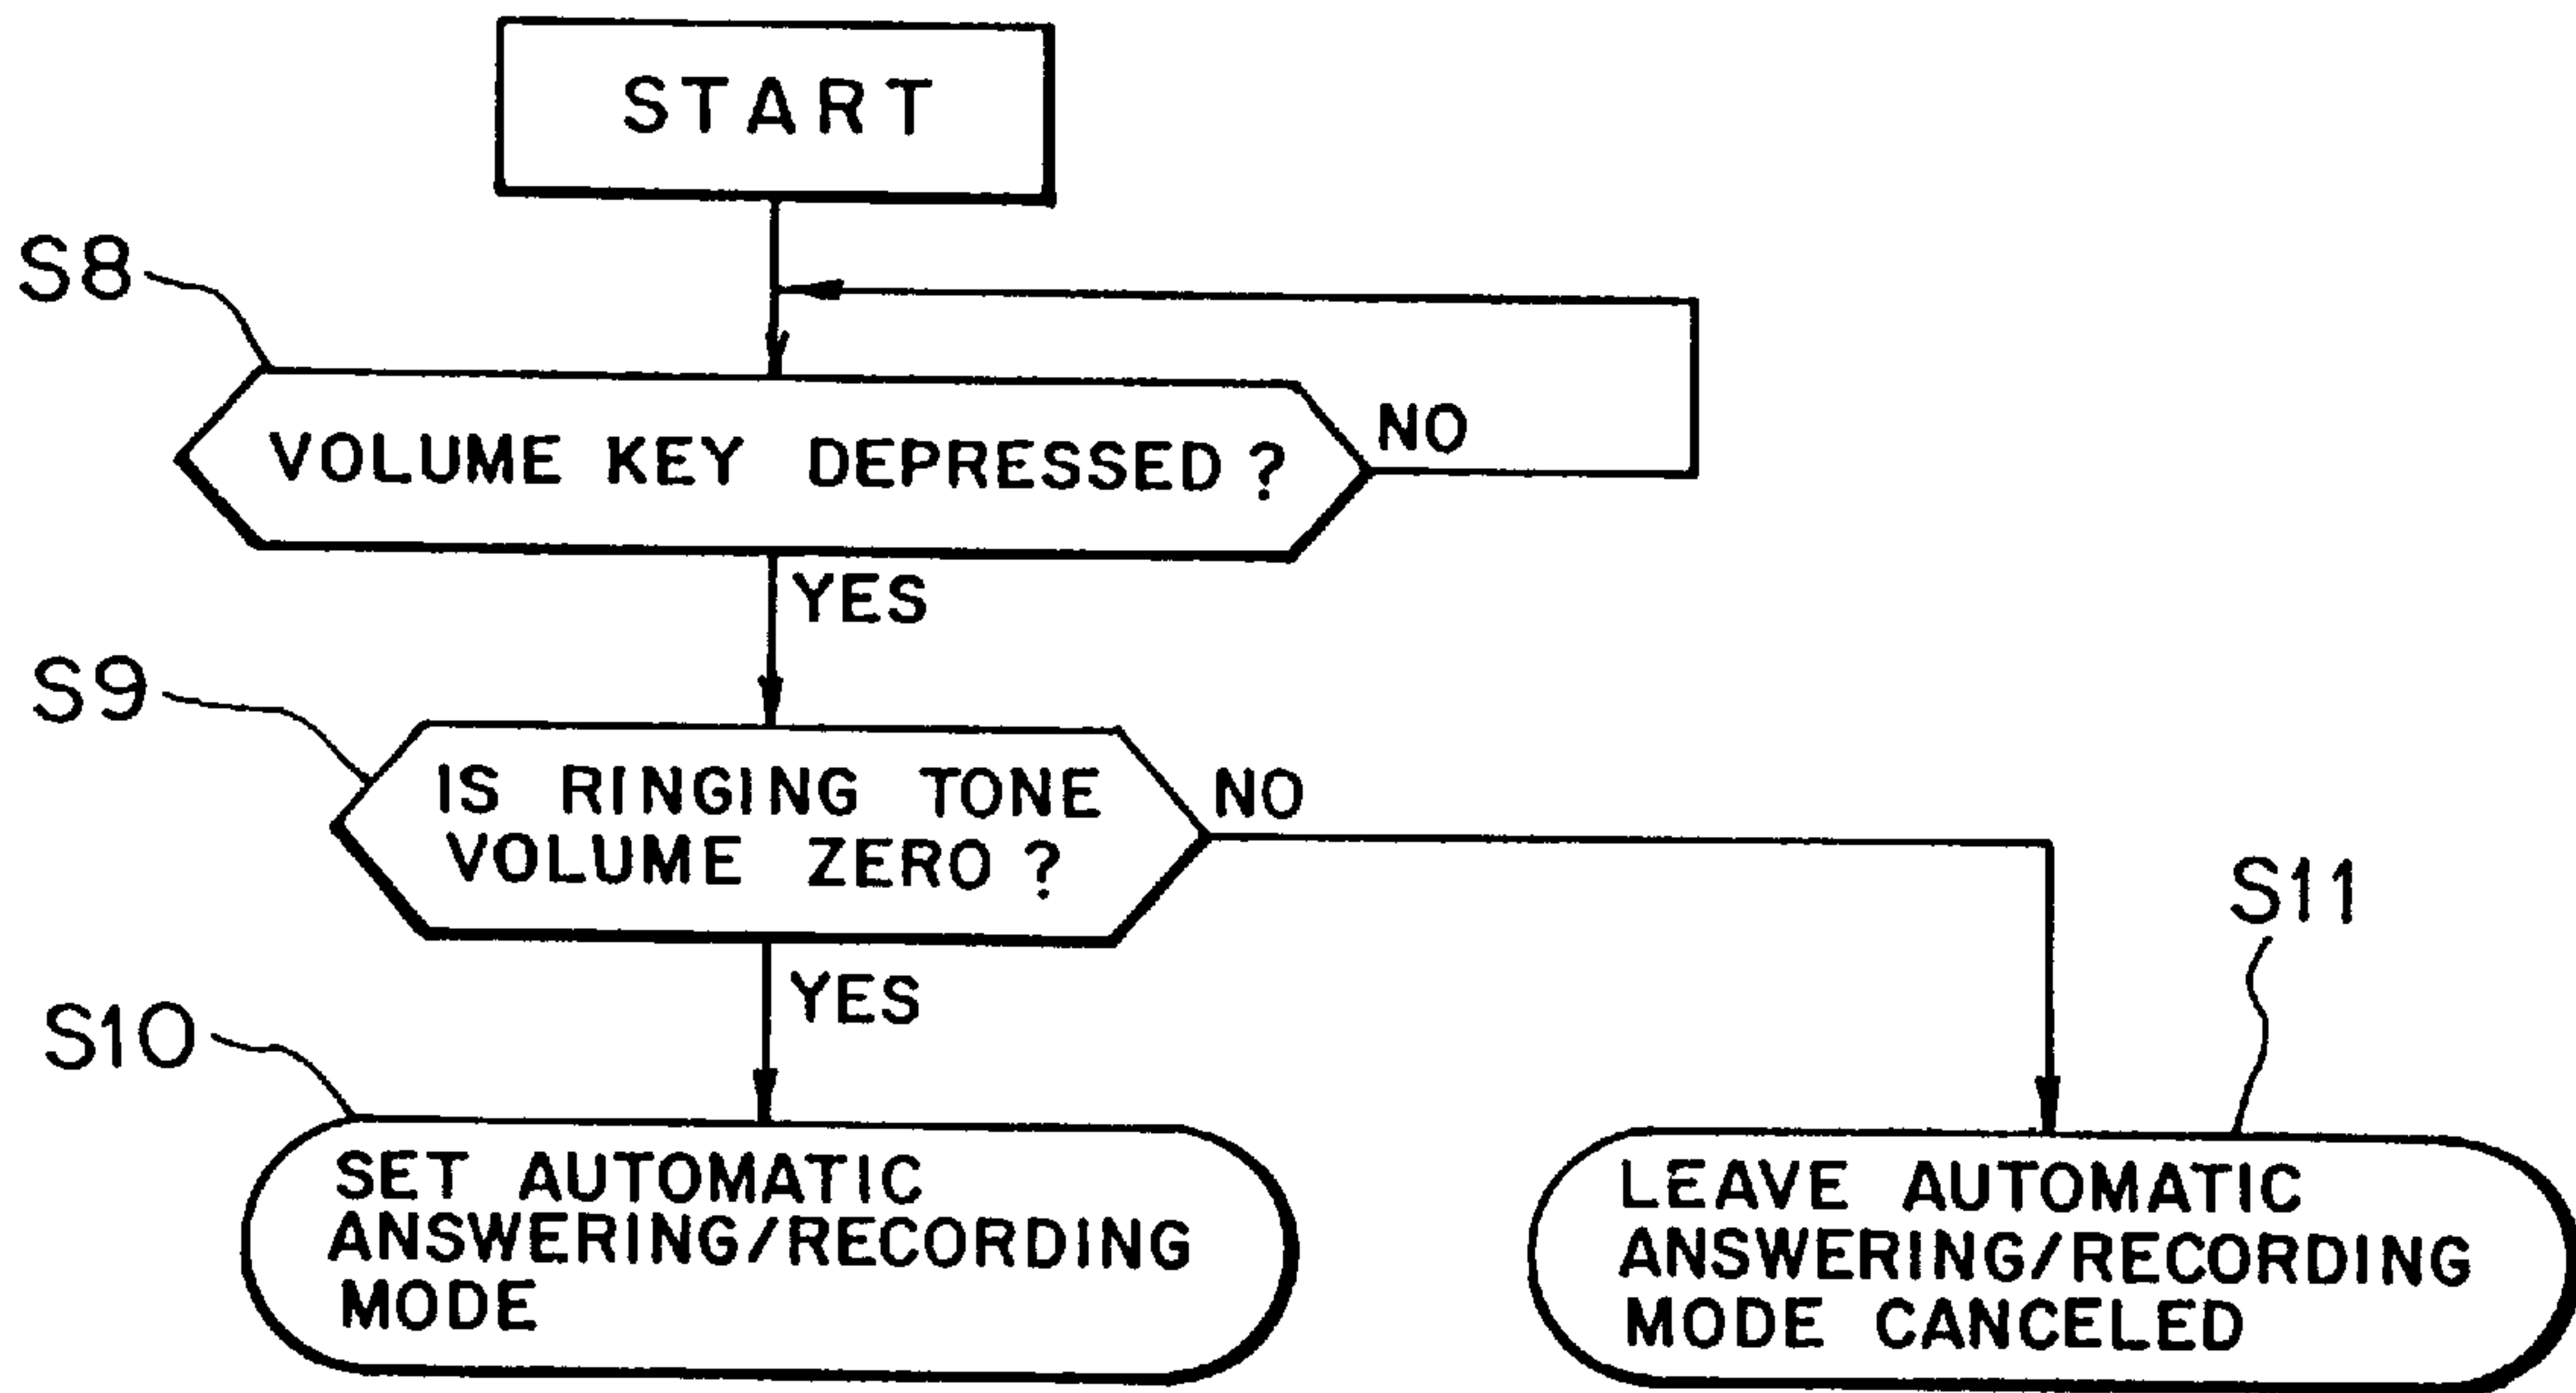 START
S8
VOLUME KEY DEPRESSED ?
NO
YES
S9
IS RINGING TONE
VOLUME ZERO ?
NO
YES
S10
SET AUTOMATIC
ANSWERING/RECORDING
MODE
S11
LEAVE AUTOMATIC
ANSWERING/RECORDING
MODE CANCELED